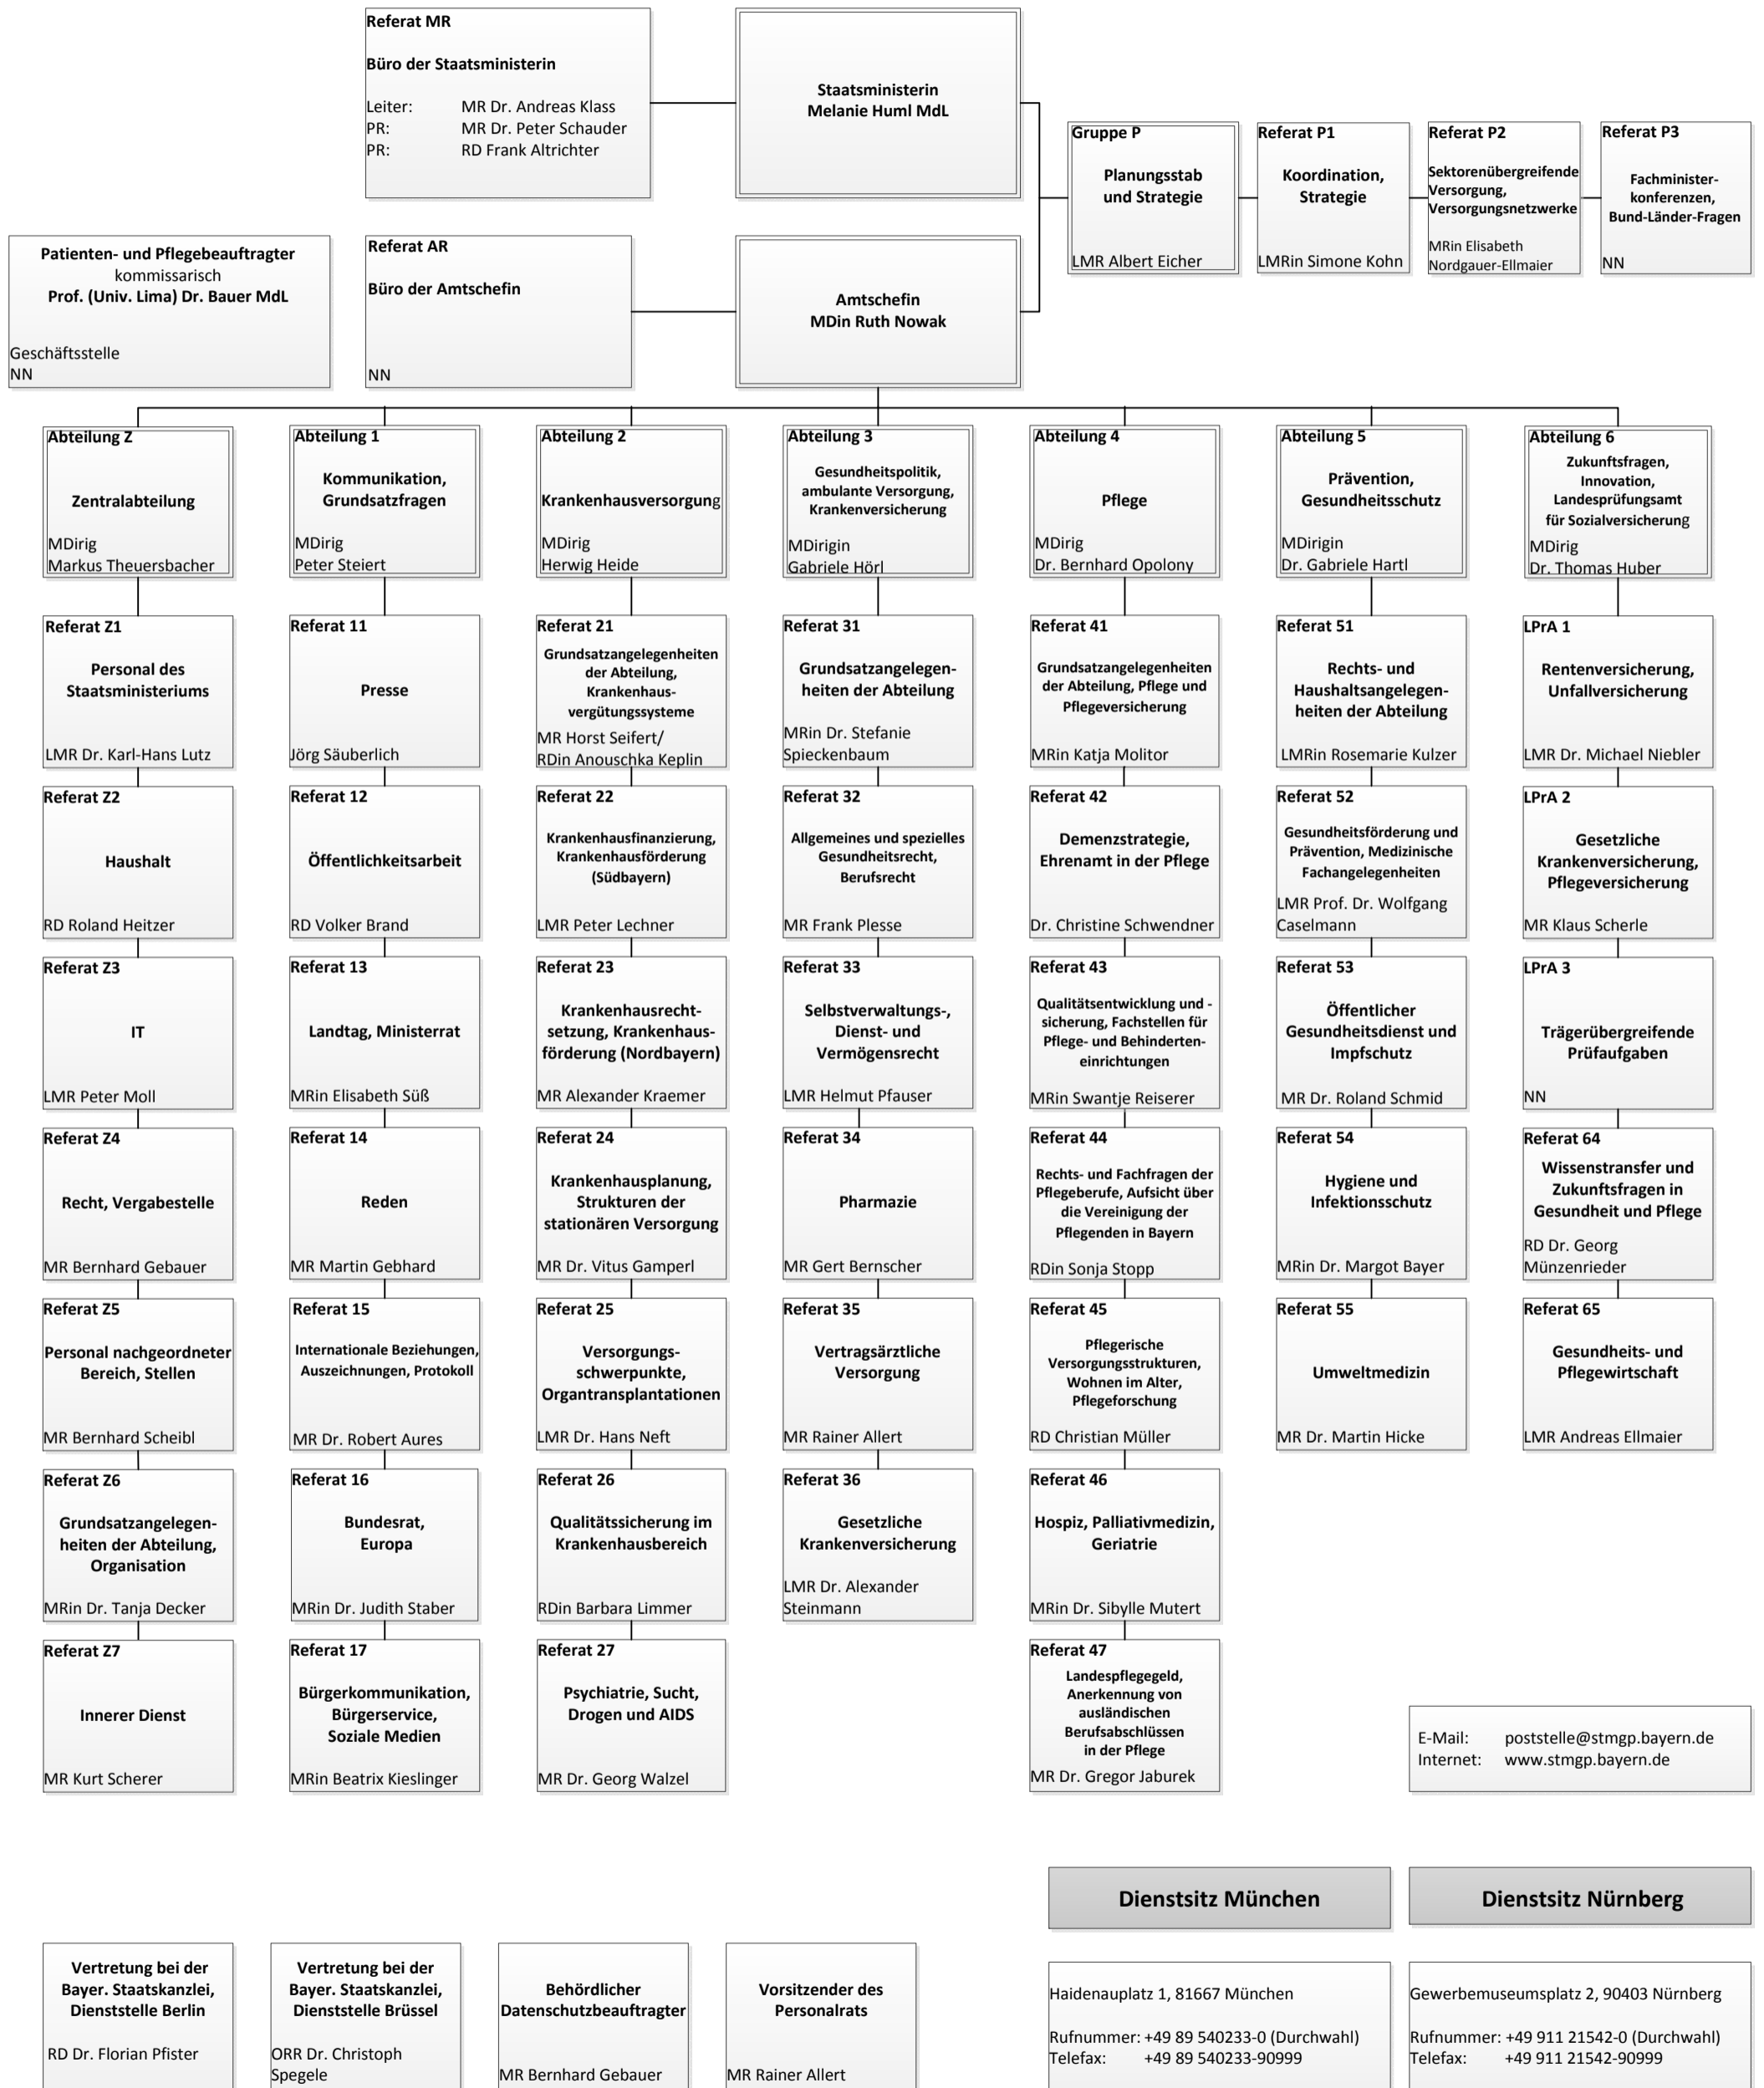 Referat MR
Büro der Staatsministerin
Leiter: MR Dr. Andreas Klass
PR: MR Dr. Peter Schauder
PR: RD Frank Altrichter
Staatsministerin
Melanie Huml MdL
Gruppe P
Planungsstab
und Strategie
LMR Albert Eicher
Referat P1
Koordination,
Strategie
LMRin Simone Kohn
Referat P2
Sektorenübergreifende
Versorgung,
Versorgungsnetzwerke
MRin Elisabeth
Nordgauer-Ellmaier
Referat P3
Fachminister-
konferenzen,
Bund-Länder-Fragen
NN
Patienten- und Pflegebeauftragter
kommissarisch
Prof. (Univ. Lima) Dr. Bauer MdL
Geschäftsstelle
NN
Referat AR
Büro der Amtschefin
NN
Amtschefin
MDin Ruth Nowak
Abteilung Z
Zentralabteilung
MDirig
Markus Theuersbacher
Abteilung 1
Kommunikation,
Grundsatzfragen
MDirig
Peter Steiert
Abteilung 2
Krankenhausversorgung
MDirig
Herwig Heide
Abteilung 3
Gesundheitspolitik,
ambulante Versorgung,
Krankenversicherung
MDirigin
Gabriele Hörl
Abteilung 4
Pflege
MDirig
Dr. Bernhard Opolony
Abteilung 5
Prävention,
Gesundheitsschutz
MDirigin
Dr. Gabriele Hartl
Abteilung 6
Zukunftsfragen,
Innovation,
Landesprüfungsamt
für Sozialversicherung
MDirig
Dr. Thomas Huber
Referat Z1
Personal des
Staatsministeriums
LMR Dr. Karl-Hans Lutz
Referat 11
Presse
Jörg Säuberlich
Referat 21
Grundsatzangelegenheiten
der Abteilung,
Krankenhaus-
vergütungssysteme
MR Horst Seifert/
RDin Anouschka Keplin
Referat 31
Grundsatzangelegen-
heiten der Abteilung
MRin Dr. Stefanie
Spieckenbaum
Referat 41
Grundsatzangelegenheiten
der Abteilung, Pflege und
Pflegeversicherung
MRin Katja Molitor
Referat 51
Rechts- und
Haushaltsangelegen-
heiten der Abteilung
LMRin Rosemarie Kulzer
LPrA 1
Rentenversicherung,
Unfallversicherung
LMR Dr. Michael Niebler
Referat Z2
Haushalt
RD Roland Heitzer
Referat 12
Öffentlichkeitsarbeit
RD Volker Brand
Referat 22
Krankenhausfinanzierung,
Krankenhausförderung
(Südbayern)
LMR Peter Lechner
Referat 32
Allgemeines und spezielles
Gesundheitsrecht,
Berufsrecht
MR Frank Plesse
Referat 42
Demenzstrategie,
Ehrenamt in der Pflege
Dr. Christine Schwendner
Referat 52
Gesundheitsförderung und
Prävention, Medizinische
Fachangelegenheiten
LMR Prof. Dr. Wolfgang
Caselmann
LPrA 2
Gesetzliche
Krankenversicherung,
Pflegeversicherung
MR Klaus Scherle
Referat Z3
IT
LMR Peter Moll
Referat 13
Landtag, Ministerrat
MRin Elisabeth Süß
Referat 23
Krankenhausrecht-
setzung, Krankenhaus-
förderung (Nordbayern)
MR Alexander Kraemer
Referat 33
Selbstverwaltungs-,
Dienst- und
Vermögensrecht
LMR Helmut Pfauser
Referat 43
Qualitätsentwicklung und -
sicherung, Fachstellen für
Pflege- und Behinderten-
einrichtungen
MRin Swantje Reiserer
Referat 53
Öffentlicher
Gesundheitsdienst und
Impfschutz
MR Dr. Roland Schmid
LPrA 3
Trägerübergreifende
Prüfaufgaben
NN
Referat Z4
Recht, Vergabestelle
MR Bernhard Gebauer
Referat 14
Reden
MR Martin Gebhard
Referat 24
Krankenhausplanung,
Strukturen der
stationären Versorgung
MR Dr. Vitus Gamperl
Referat 34
Pharmazie
MR Gert Bernscher
Referat 44
Rechts- und Fachfragen der
Pflegeberufe, Aufsicht über
die Vereinigung der
Pflegenden in Bayern
RDin Sonja Stopp
Referat 54
Hygiene und
Infektionsschutz
MRin Dr. Margot Bayer
Referat 64
Wissenstransfer und
Zukunftsfragen in
Gesundheit und Pflege
RD Dr. Georg
Münzenrieder
Referat Z5
Personal nachgeordneter
Bereich, Stellen
MR Bernhard Scheibl
Referat 15
Internationale Beziehungen,
Auszeichnungen, Protokoll
MR Dr. Robert Aures
Referat 25
Versorgungs-
schwerpunkte,
Organtransplantationen
LMR Dr. Hans Neft
Referat 35
Vertragsärztliche
Versorgung
MR Rainer Allert
Referat 45
Pflegerische
Versorgungsstrukturen,
Wohnen im Alter,
Pflegeforschung
RD Christian Müller
Referat 55
Umweltmedizin
MR Dr. Martin Hicke
Referat 65
Gesundheits- und
Pflegewirtschaft
LMR Andreas Ellmaier
Referat Z6
Grundsatzangelegen-
heiten der Abteilung,
Organisation
MRin Dr. Tanja Decker
Referat 16
Bundesrat,
Europa
MRin Dr. Judith Staber
Referat 26
Qualitätssicherung im
Krankenhausbereich
RDin Barbara Limmer
Referat 36
Gesetzliche
Krankenversicherung
LMR Dr. Alexander
Steinmann
Referat 46
Hospiz, Palliativmedizin,
Geriatrie
MRin Dr. Sibylle Mutert
Referat Z7
Innerer Dienst
MR Kurt Scherer
Referat 17
Bürgerkommunikation,
Bürgerservice,
Soziale Medien
MRin Beatrix Kieslinger
Referat 27
Psychiatrie, Sucht,
Drogen und AIDS
MR Dr. Georg Walzel
Referat 47
Landespflegegeld,
Anerkennung von
ausländischen
Berufsabschlüssen
in der Pflege
MR Dr. Gregor Jaburek
E-Mail: poststelle@stmgp.bayern.de
Internet: www.stmgp.bayern.de
Dienstsitz München
Dienstsitz Nürnberg
Vertretung bei der
Bayer. Staatskanzlei,
Dienststelle Berlin
RD Dr. Florian Pfister
Vertretung bei der
Bayer. Staatskanzlei,
Dienststelle Brüssel
ORR Dr. Christoph
Spegele
Behördlicher
Datenschutzbeauftragter
MR Bernhard Gebauer
Vorsitzender des
Personalrats
MR Rainer Allert
Haidenauplatz 1, 81667 München
Rufnummer: +49 89 540233-0 (Durchwahl)
Telefax: +49 89 540233-90999
Gewerbemuseumsplatz 2, 90403 Nürnberg
Rufnummer: +49 911 21542-0 (Durchwahl)
Telefax: +49 911 21542-90999